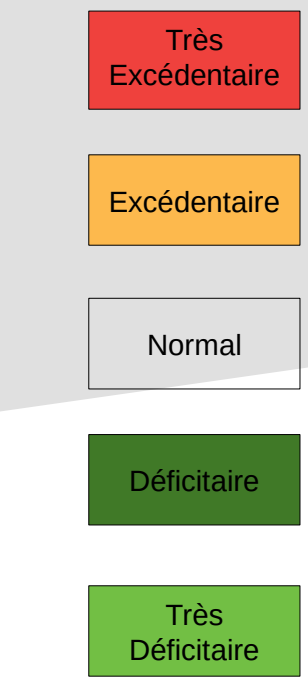 Très
Excédentaire
Excédentaire
Normal
Déficitaire
Très
Déficitaire